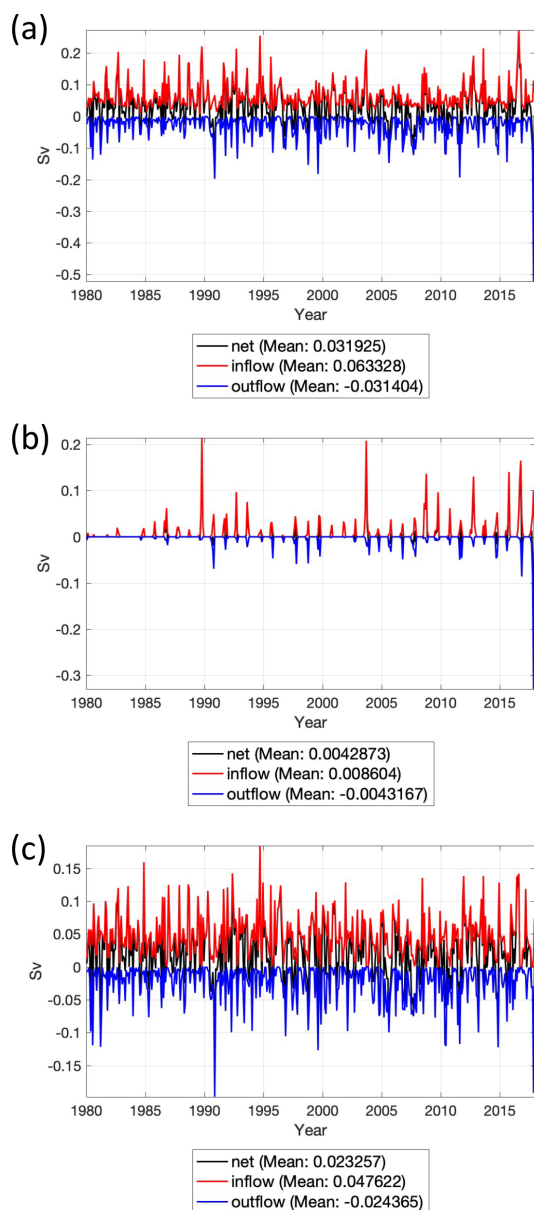 (a)
0.2
0.1
0
-0.1
-0.2
-0.3
-0.4
-0.5
Sv
1980 1985 1990 1995 2000 2005 2010 2015
Year
net (Mean: 0.031925)
inflow (Mean: 0.063328)
outflow (Mean: -0.031404)
(b)
0.2
0.1
0
-0.1
-0.2
-0.3
Sv
1980 1985 1990 1995 2000 2005 2010 2015
Year
net (Mean: 0.0042873)
inflow (Mean: 0.008604)
outflow (Mean: -0.0043167)
(c)
0.15
0.1
0.05
0
-0.05
-0.1
-0.15
Sv
1980 1985 1990 1995 2000 2005 2010 2015
Year
net (Mean: 0.023257)
inflow (Mean: 0.047622)
outflow (Mean: -0.024365)